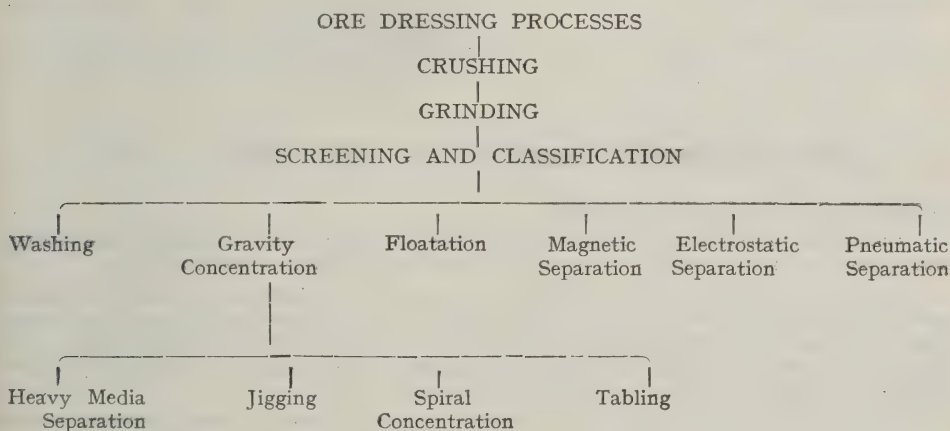 ORE DRESSING PROCESSES
CRUSHING
GRINDING
SCREENING AND CLASSIFICATION
Washing
Gravity
Concentration
Floatation
Magnetic
Separation
Electrostatic
Separation
Pneumatic
Separation
Heavy Media
Separation
Jigging
Spiral
Concentration
Tabling